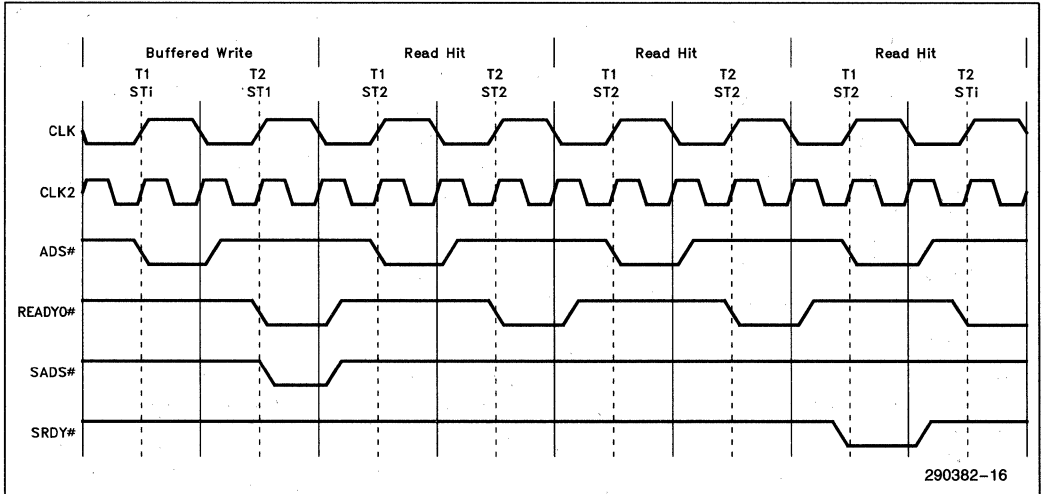 Buffered Write Read Hit Read Hit Read Hit
T1 T2 T1 T2 T1 T2 T1 T2
STi ST1 ST2 ST2 ST2 ST2 ST2 STi
CLK
CLK2
ADS#
READYO#
SADS#
SRDY#
290382-16